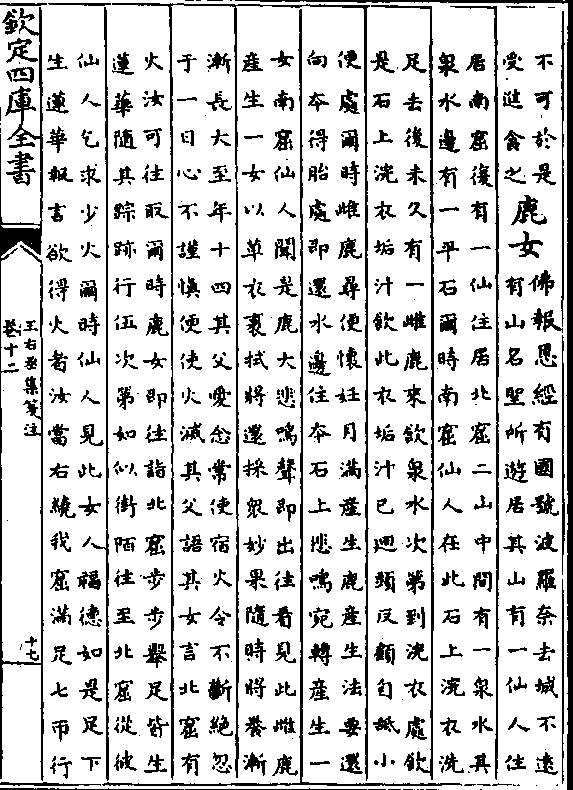 不可於是
受禽之
鹿女
佛報恩經有國號波羅奈去城不遠
有山名聖所遊居其山有一仙人住
居南窟復有一仙住居北窟二山中間有一泉水其
泉水邊有一平石爾時南窟仙人在此石上浣衣洗
足去後未久有一雌鹿來飲泉水次第到浣衣處飲
是石上浣衣垢汁飲此衣垢汁已迴頭反顧自舐小
便處爾時雌鹿尋便懷妊月滿產生鹿產生法要還
向本得胎處即還水邊住本石上悲鳴宛轉產生一
女南窟仙人聞是鹿大悲鳴聲即出往看見此雌鹿
產生一女以草衣裹拭將還採衆妙果隨時將養漸
漸長大至年十四其父愛念常使宿火令不斷絕忽
于一日心不謹慎便使火滅其父語其女言北窟有
火汝可往取爾時鹿女即往詣北窟步步舉足皆生
蓮華隨其踪跡行伍次第如似街陌往至北窟從彼
仙人乞求少火爾時仙人見此女人福德如是足下
生蓮華報言欲得火者汝當右繞我窟滿足七帀行
欽定四庫全書
王右丞集箋注
卷十二
十七